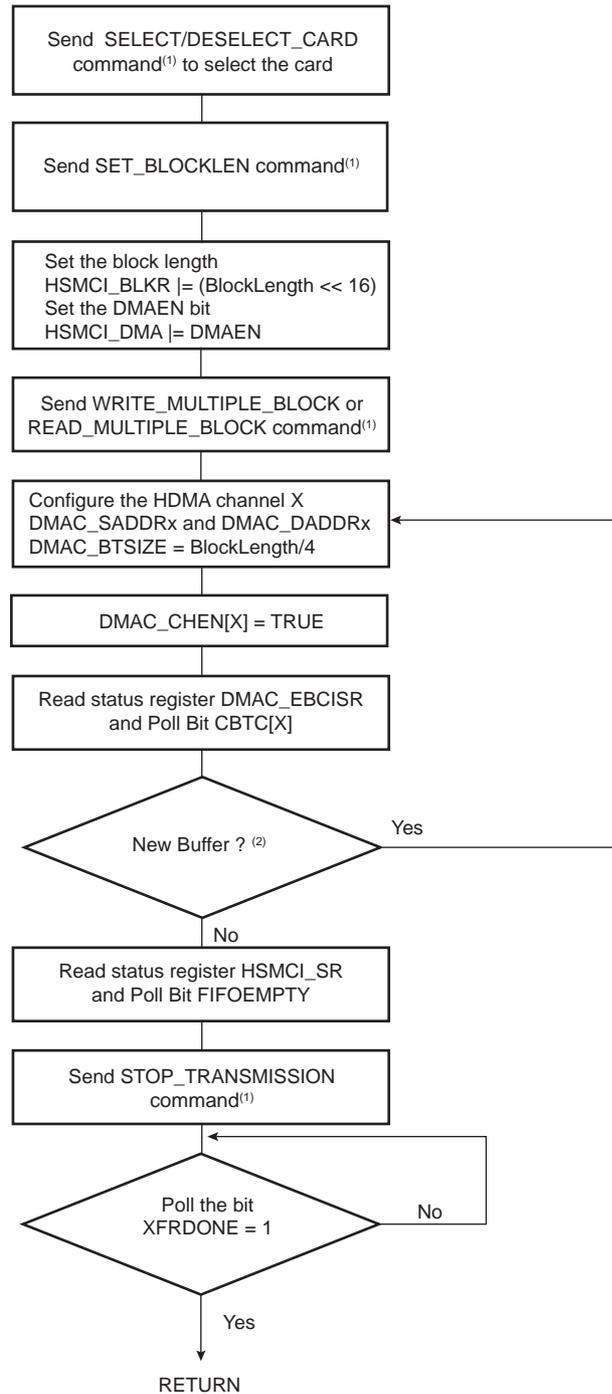 Send SELECT/DESELECT_CARD
command(1) to select the card
Send SET_BLOCKLEN command(1)
Set the block length
HSMCI_BLKR |= (BlockLength << 16)
Set the DMAEN bit
HSMCI_DMA |= DMAEN
Send WRITE_MULTIPLE_BLOCK or
READ_MULTIPLE_BLOCK command(1)
Configure the HDMA channel X
DMAC_SADDRx and DMAC_DADDRx
DMAC_BTSIZE = BlockLength/4
DMAC_CHEN[X] = TRUE
Read status register DMAC_EBCISR
and Poll Bit CBTC[X]
New Buffer ? (2)
Yes
No
Read status register HSMCI_SR
and Poll Bit FIFOEMPTY
Send STOP_TRANSMISSION
command(1)
Poll the bit
XFRDONE = 1
No
Yes
RETURN